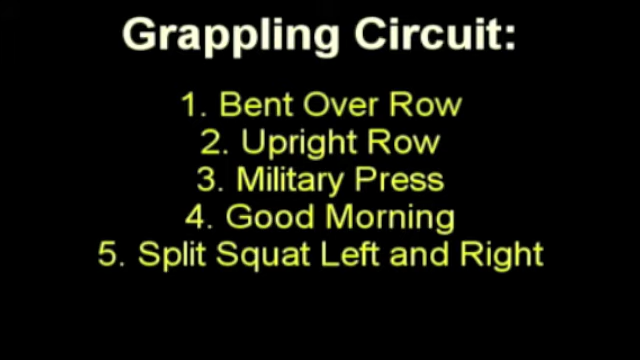 Grappling Circuit:
1. Bent Over Row
2. Upright Row
3. Military Press
4. Good Morning
5. Split Squat Left and Right